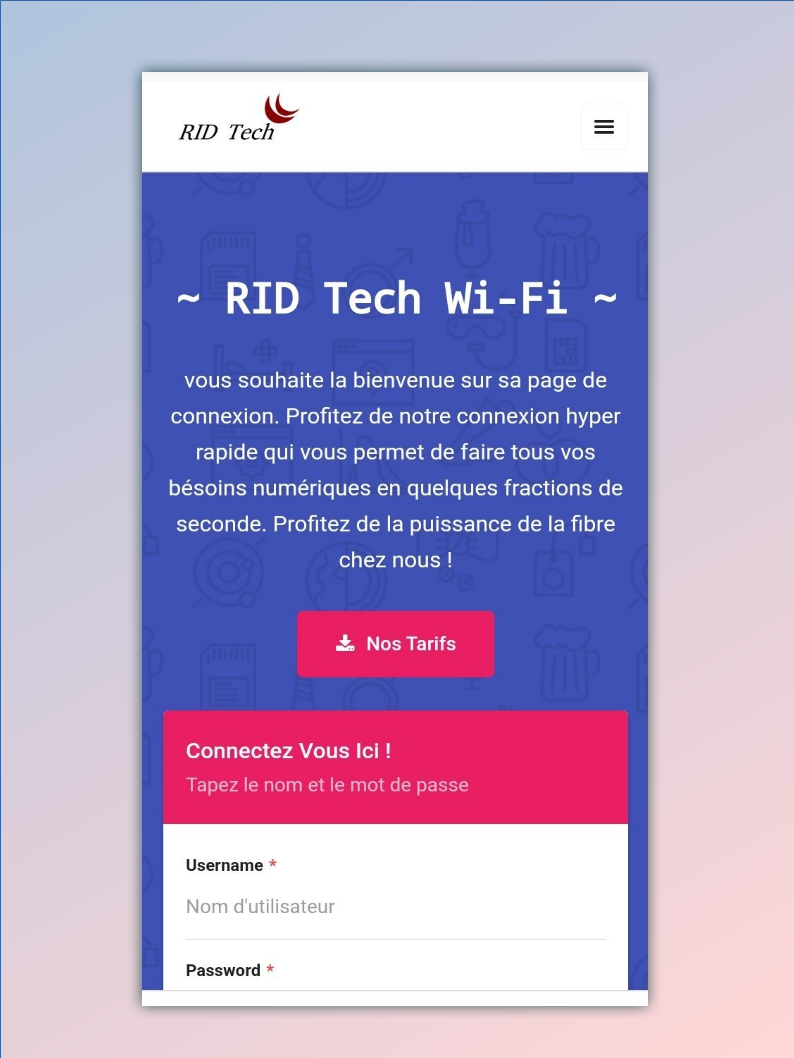 RID Tech
~ RID Tech Wi-Fi ~
vous souhaite la bienvenue sur sa page de
connexion. Profitez de notre connexion hyper
rapide qui vous permet de faire tous vos
bésoins numériques en quelques fractions de
seconde. Profitez de la puissance de la fibre
chez nous !
Nos Tarifs
Connectez Vous Ici !
Tapez le nom et le mot de passe
Username *
Nom d'utilisateur
Password *